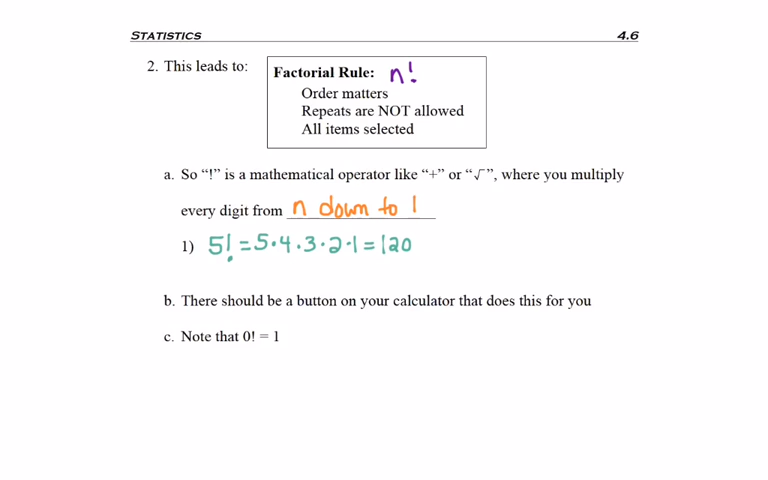 STATISTICS 4.6
2. This leads to: Factorial Rule: n!
Order matters
Repeats are NOT allowed
All items selected
a. So “!” is a mathematical operator like “+” or “√”, where you multiply
every digit from n down to 1
1) 5! = 5·4·3·2·1 = 120
b. There should be a button on your calculator that does this for you
c. Note that 0! = 1